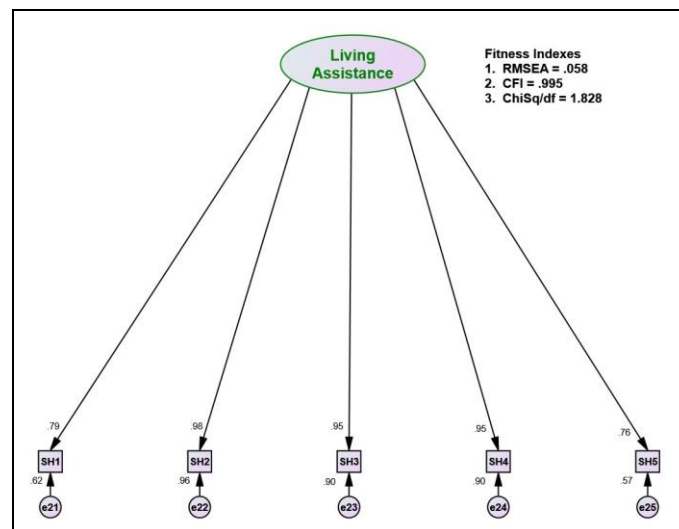 Living
Assistance
Fitness Indexes
1. RMSEA = .058
2. CFI = .995
3. ChiSq/df = 1.828
.79
.98
.95
.95
.76
SH1
SH2
SH3
SH4
SH5
.62
.96
.90
.90
.57
e21
e22
e23
e24
e25